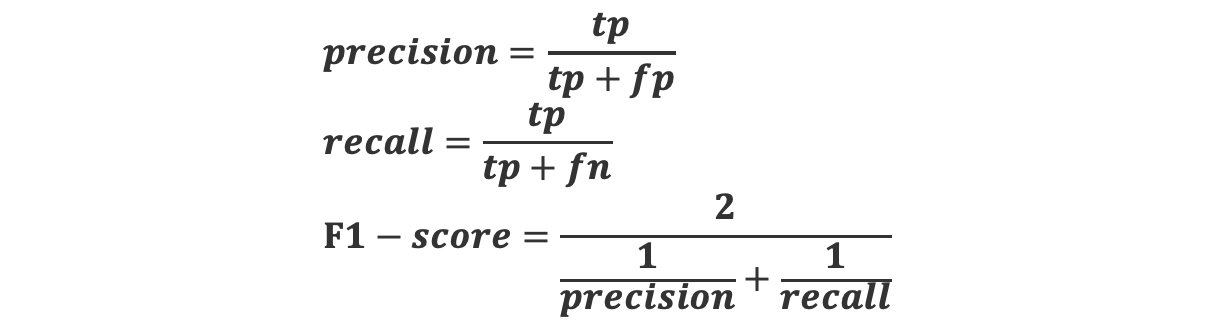 precision = tp / tp + fp
recall = tp / tp + fn
F1 − score = 2 / 1 / precision + 1 / recall